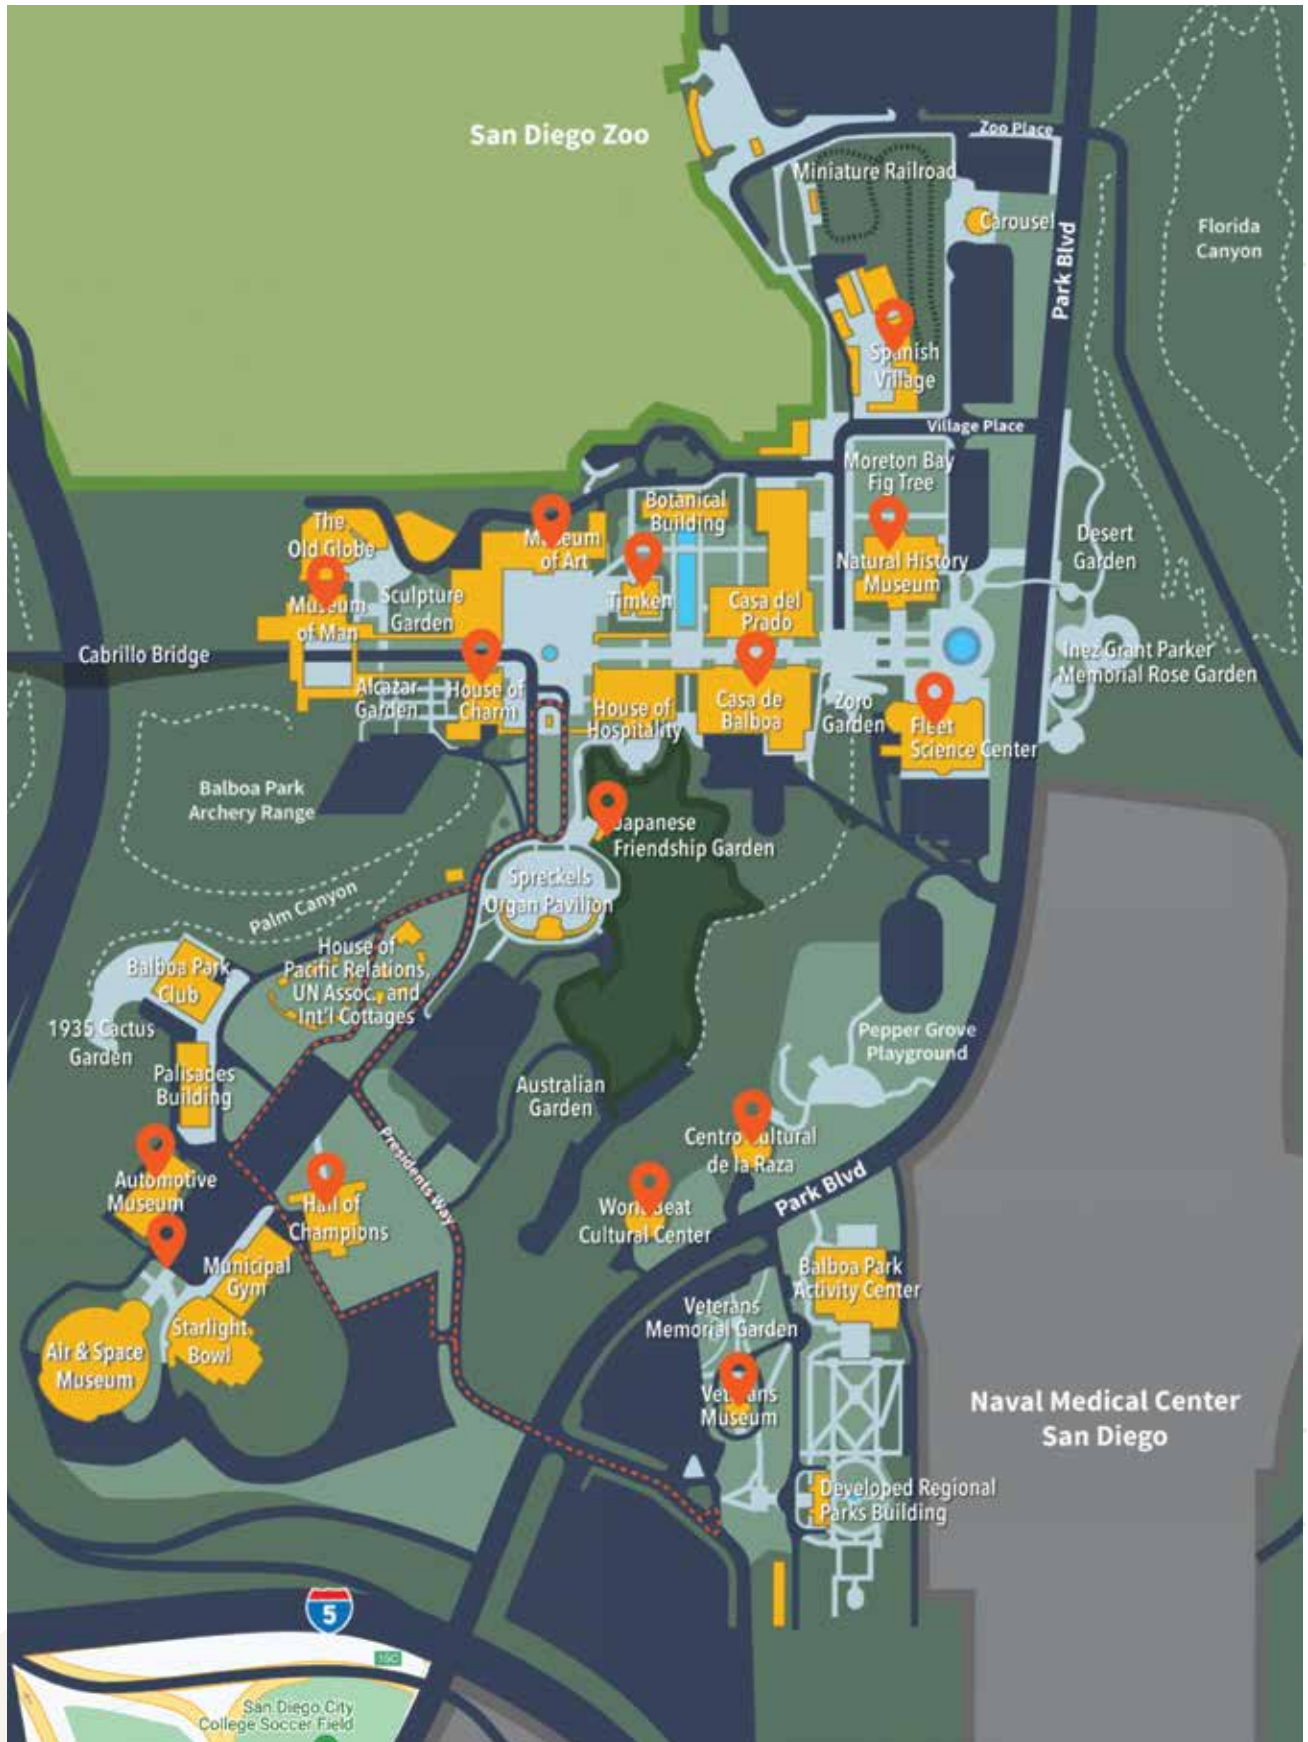 San Diego Zoo
Zoo Place
Miniature Railroad
Carousel
Park Blvd
Florida
Canyon
Spanish
Village
Village Place
Moreton Bay
Fig Tree
Botanical
Building
The
Old Globe
Museum
of Art
Desert
Garden
Natural History
Museum
Museum
of Man
Sculpture
Garden
Timken
Casa del
Prado
Cabrillo Bridge
Inez Grant Parker
Memorial Rose Garden
Alcazar
Garden
House of
Charm
House of
Hospitality
Casa de
Balboa
Zoro
Garden
Fleet
Science Center
Balboa Park
Archery Range
Japanese
Friendship Garden
Spreckels
Organ Pavilion
Palm Canyon
House of
Pacific Relations,
UN Assoc., and
Int'l Cottages
Balboa Park
Club
1935 Cactus
Garden
Palisades
Building
Pepper Grove
Playground
Australian
Garden
Centro Cultural
de la Raza
Presidents Way
Automotive
Museum
Hall of
Champions
World Beat
Cultural Center
Park Blvd
Municipal
Gym
Balboa Park
Activity Center
Starlight
Bowl
Veterans
Memorial Garden
Air & Space
Museum
Veterans
Museum
Naval Medical Center
San Diego
Developed Regional
Parks Building
5
San Diego City
College Soccer Field